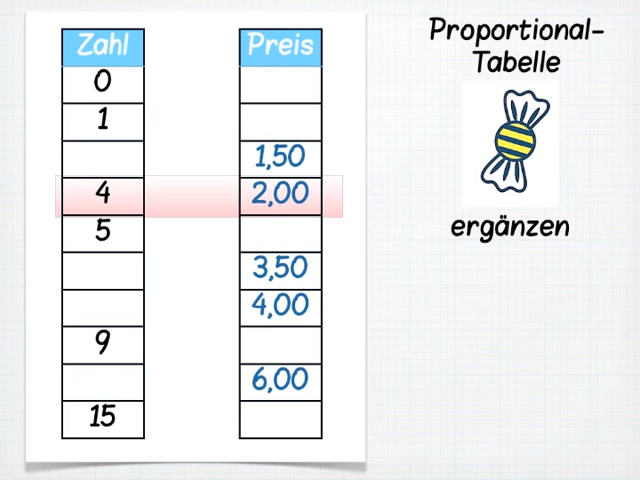 Proportional-
Tabelle
ergänzen
Zahl Preis
0
1
1,50
4 2,00
5
3,50
4,00
9
6,00
15